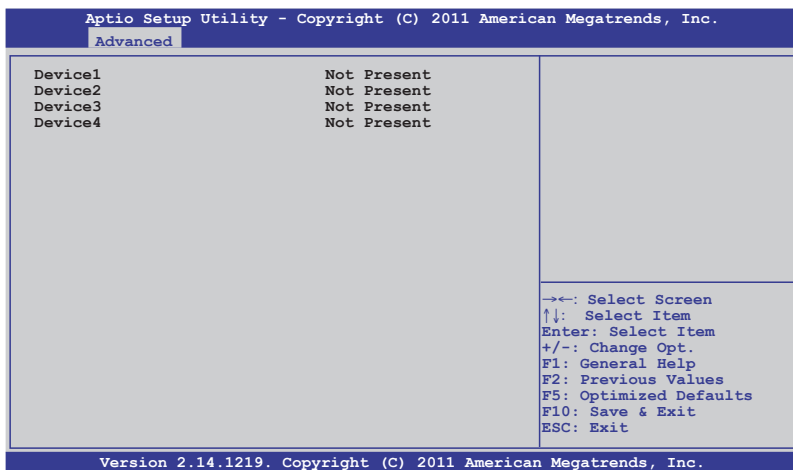 Aptio Setup Utility - Copyright (C) 2011 American Megatrends, Inc.
Advanced
Device1 Not Present
Device2 Not Present
Device3 Not Present
Device4 Not Present
→←: Select Screen
↑↓: Select Item
Enter: Select Item
+/-: Change Opt.
F1: General Help
F2: Previous Values
F5: Optimized Defaults
F10: Save & Exit
ESC: Exit
Version 2.14.1219. Copyright (C) 2011 American Megatrends, Inc.